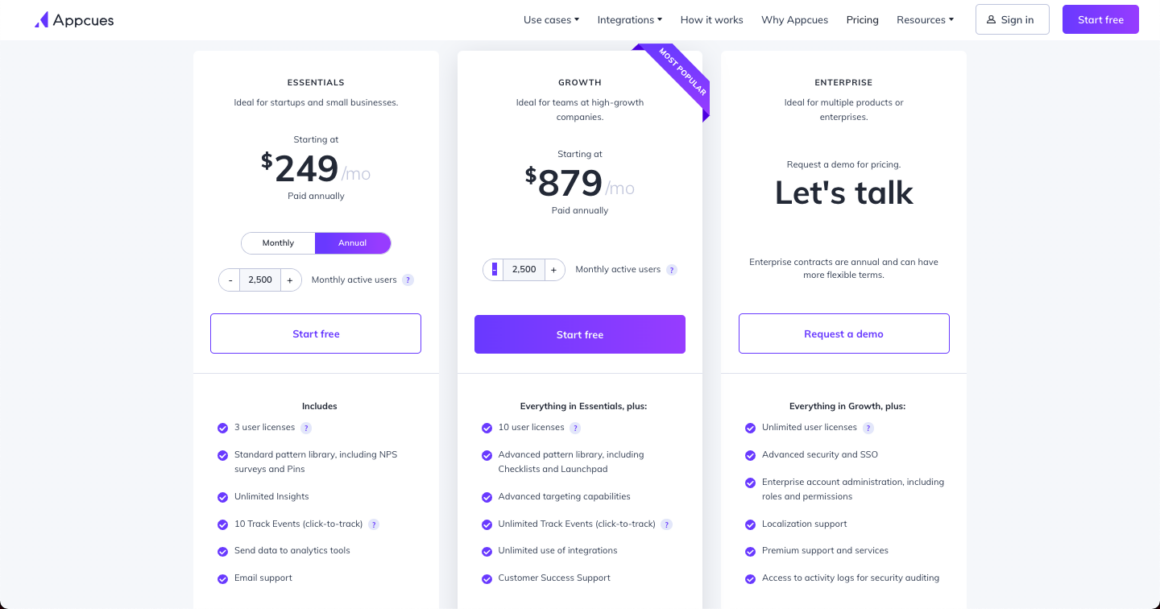 Appcues
Use cases
Integrations
How it works
Why Appcues
Pricing
Resources
Sign in
Start free
ESSENTIALS
Ideal for startups and small businesses.
Starting at
$249/mo
Paid annually
Monthly
Annual
- 2,500 + Monthly active users ?
Start free
Includes
3 user licenses ?
Standard pattern library, including NPS
surveys and Pins
Unlimited Insights
10 Track Events (click-to-track) ?
Send data to analytics tools
Email support
MOST POPULAR
GROWTH
Ideal for teams at high-growth
companies.
Starting at
$879/mo
Paid annually
- 2,500 + Monthly active users ?
Start free
Everything in Essentials, plus:
10 user licenses ?
Advanced pattern library, including
Checklists and Launchpad
Advanced targeting capabilities
Unlimited Track Events (click-to-track) ?
Unlimited use of integrations
Customer Success Support
ENTERPRISE
Ideal for multiple products or
enterprises.
Request a demo for pricing.
Let's talk
Enterprise contracts are annual and can have
more flexible terms.
Request a demo
Everything in Growth, plus:
Unlimited user licenses ?
Advanced security and SSO
Enterprise account administration, including
roles and permissions
Localization support
Premium support and services
Access to activity logs for security auditing